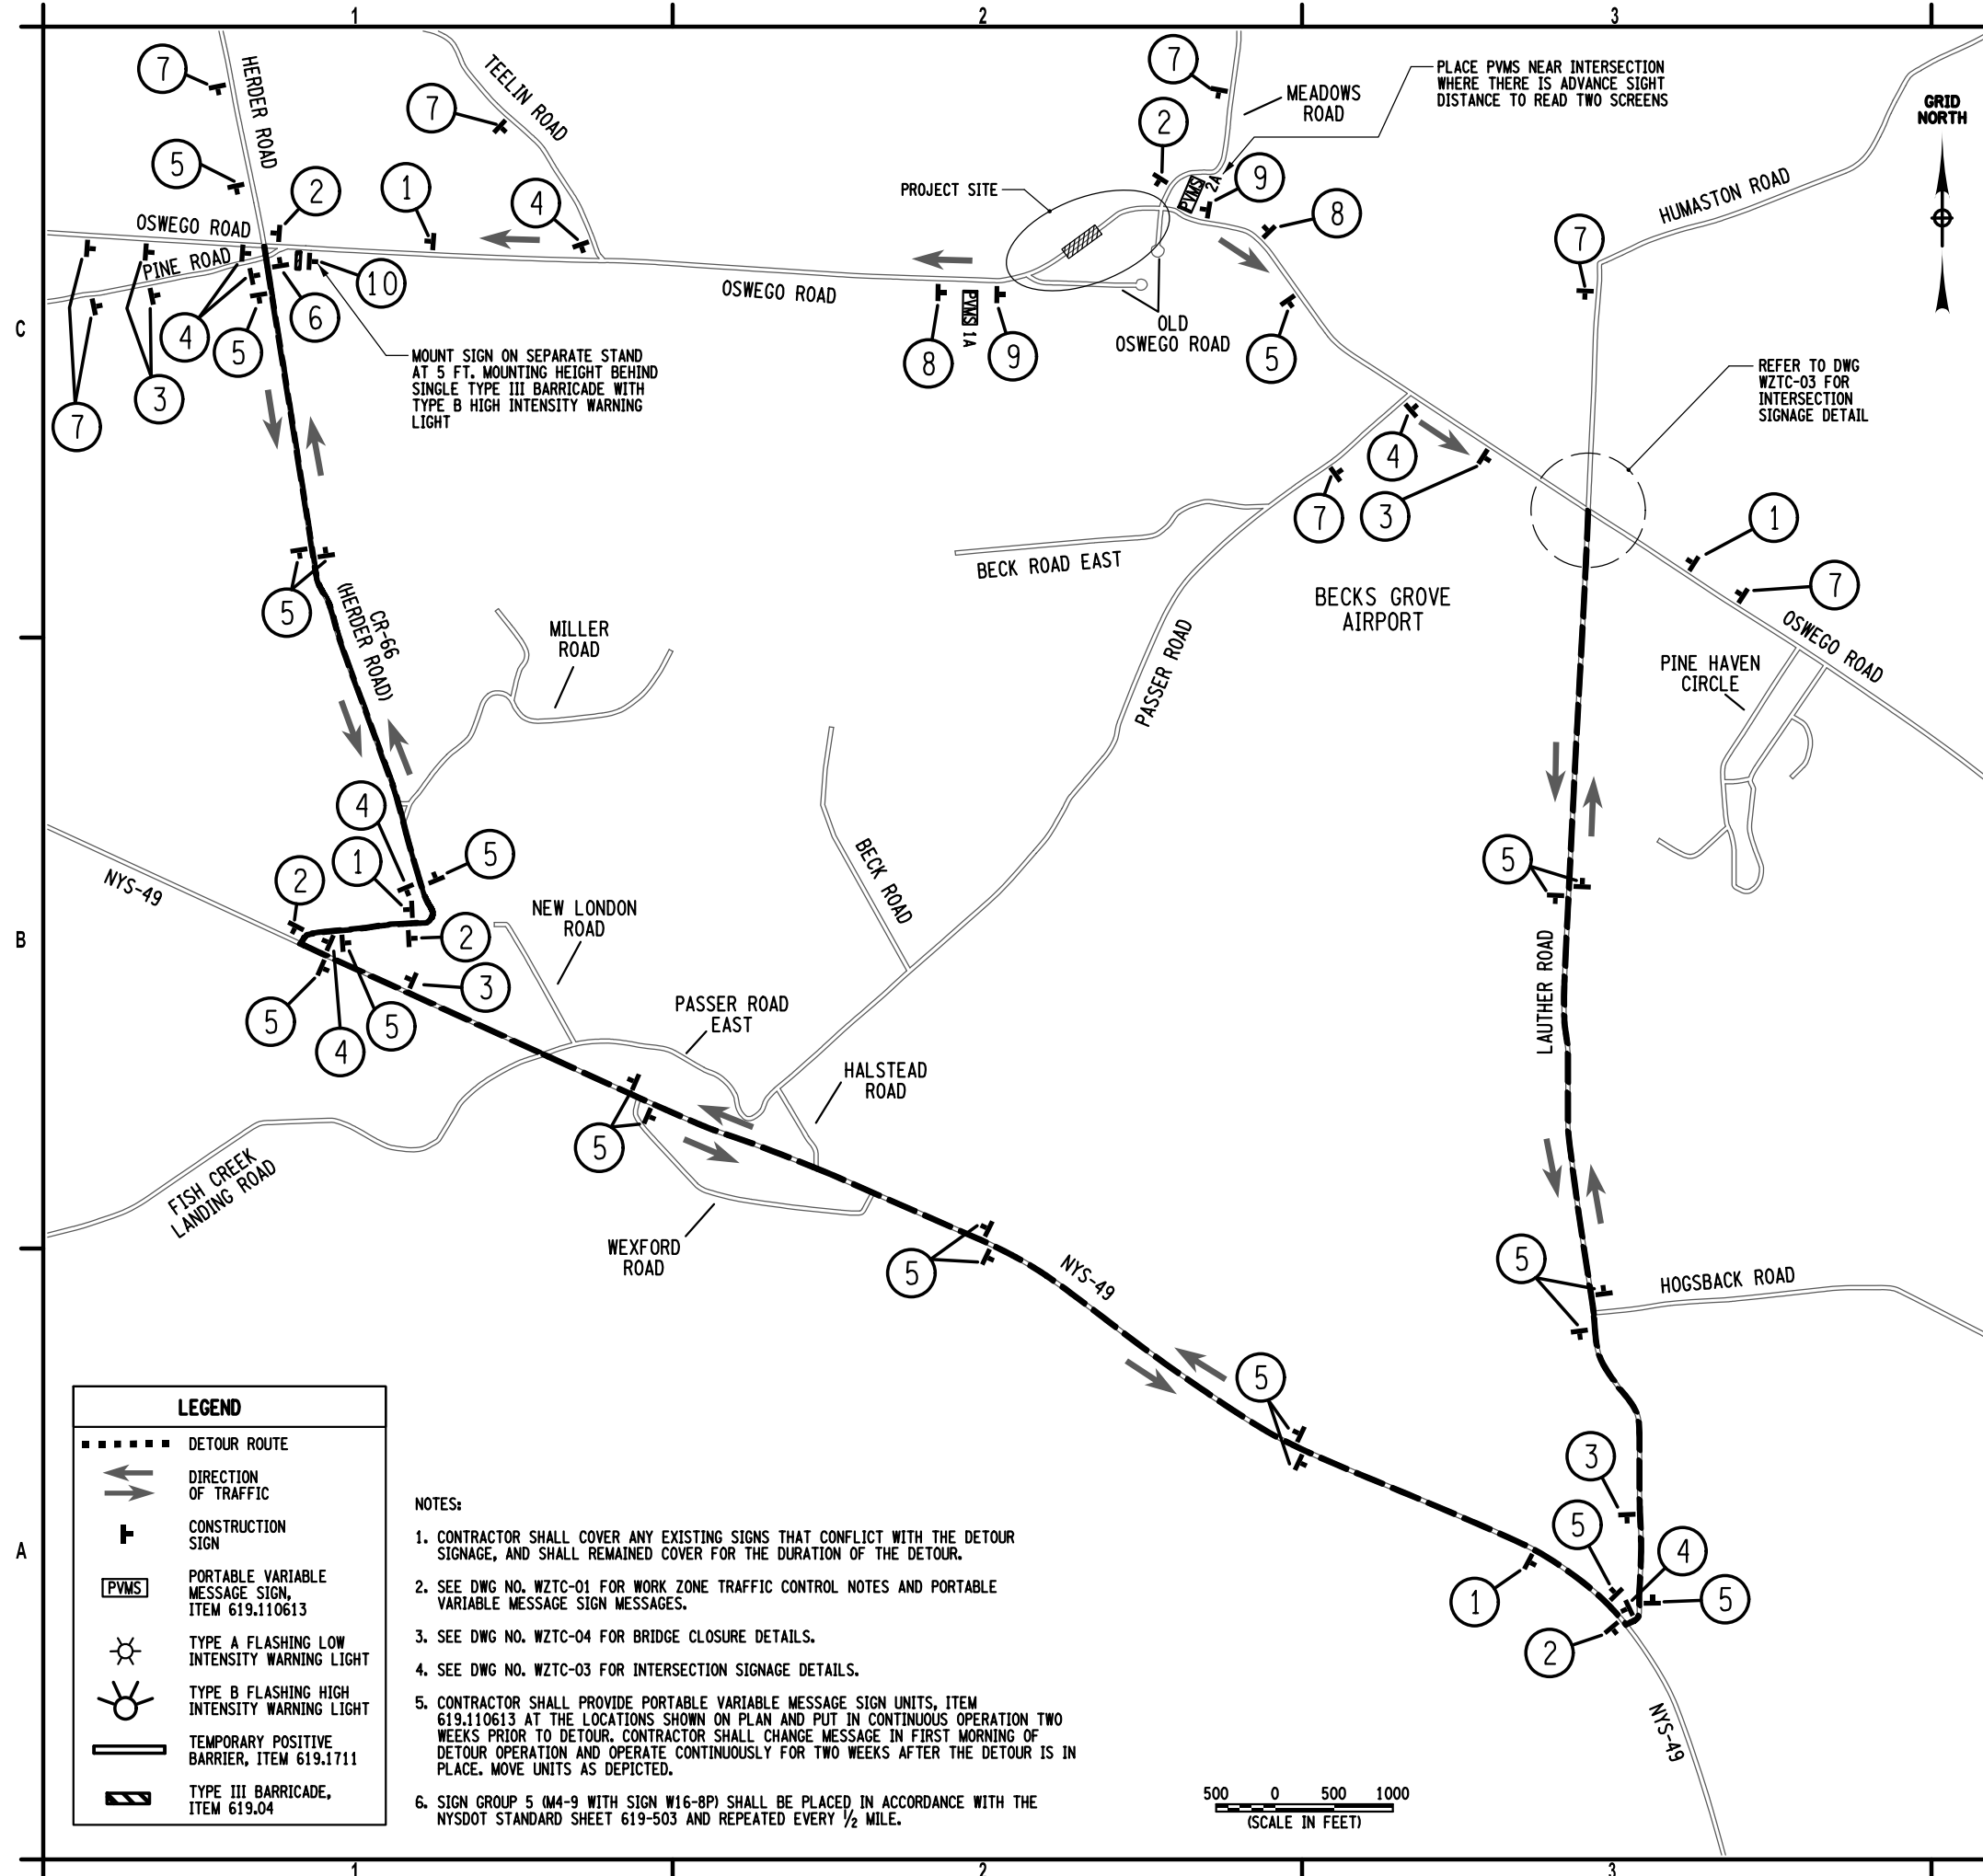 1
2
3
7
HERDER ROAD
TEELIN ROAD
7
7
MEADOWS
ROAD
PLACE PVMS NEAR INTERSECTION
WHERE THERE IS ADVANCE SIGHT
DISTANCE TO READ TWO SCREENS
GRID
NORTH
5
2
1
4
2
PVMS 2A
9
8
PROJECT SITE
HUMASTON ROAD
7
OSWEGO ROAD
PINE ROAD
10
6
4
5
3
7
MOUNT SIGN ON SEPARATE STAND
AT 5 FT. MOUNTING HEIGHT BEHIND
SINGLE TYPE III BARRICADE WITH
TYPE B HIGH INTENSITY WARNING
LIGHT
OSWEGO ROAD
8
PVMS 1A
9
OLD
OSWEGO ROAD
5
REFER TO DWG
WZTC-03 FOR
INTERSECTION
SIGNAGE DETAIL
C
4
7
3
1
7
5
CR-66
(HERDER ROAD)
BECK ROAD EAST
BECKS GROVE
AIRPORT
OSWEGO ROAD
MILLER
ROAD
PASSER ROAD
PINE HAVEN
CIRCLE
4
1
5
2
NYS-49
BECK ROAD
5
NEW LONDON
ROAD
2
B
3
LAUTHER ROAD
5
4
5
PASSER ROAD
EAST
HALSTEAD
ROAD
5
FISH CREEK
LANDING ROAD
WEXFORD
ROAD
5
NYS-49
5
HOGSBACK ROAD
5
3
5
4
5
1
2
NYS-49
A
LEGEND
DETOUR ROUTE
DIRECTION
OF TRAFFIC
CONSTRUCTION
SIGN
PVMS
PORTABLE VARIABLE
MESSAGE SIGN,
ITEM 619.110613
TYPE A FLASHING LOW
INTENSITY WARNING LIGHT
TYPE B FLASHING HIGH
INTENSITY WARNING LIGHT
TEMPORARY POSITIVE
BARRIER, ITEM 619.1711
TYPE III BARRICADE,
ITEM 619.04
NOTES:
1. CONTRACTOR SHALL COVER ANY EXISTING SIGNS THAT CONFLICT WITH THE DETOUR
SIGNAGE, AND SHALL REMAINED COVER FOR THE DURATION OF THE DETOUR.
2. SEE DWG NO. WZTC-01 FOR WORK ZONE TRAFFIC CONTROL NOTES AND PORTABLE
VARIABLE MESSAGE SIGN MESSAGES.
3. SEE DWG NO. WZTC-04 FOR BRIDGE CLOSURE DETAILS.
4. SEE DWG NO. WZTC-03 FOR INTERSECTION SIGNAGE DETAILS.
5. CONTRACTOR SHALL PROVIDE PORTABLE VARIABLE MESSAGE SIGN UNITS, ITEM
619.110613 AT THE LOCATIONS SHOWN ON PLAN AND PUT IN CONTINUOUS OPERATION TWO
WEEKS PRIOR TO DETOUR. CONTRACTOR SHALL CHANGE MESSAGE IN FIRST MORNING OF
DETOUR OPERATION AND OPERATE CONTINUOUSLY FOR TWO WEEKS AFTER THE DETOUR IS IN
PLACE. MOVE UNITS AS DEPICTED.
6. SIGN GROUP 5 (M4-9 WITH SIGN W16-8P) SHALL BE PLACED IN ACCORDANCE WITH THE
NYSDOT STANDARD SHEET 619-503 AND REPEATED EVERY 1/2 MILE.
500 0 500 1000
(SCALE IN FEET)
1
2
3